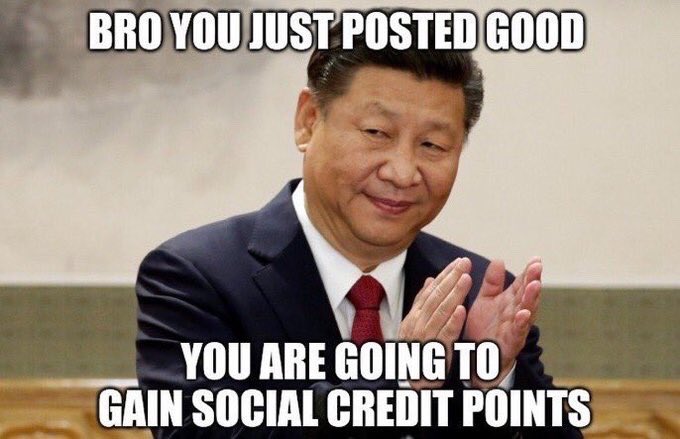 BRO YOU JUST POSTED GOOD
YOU ARE GOING TO
GAIN SOCIAL CREDIT POINTS